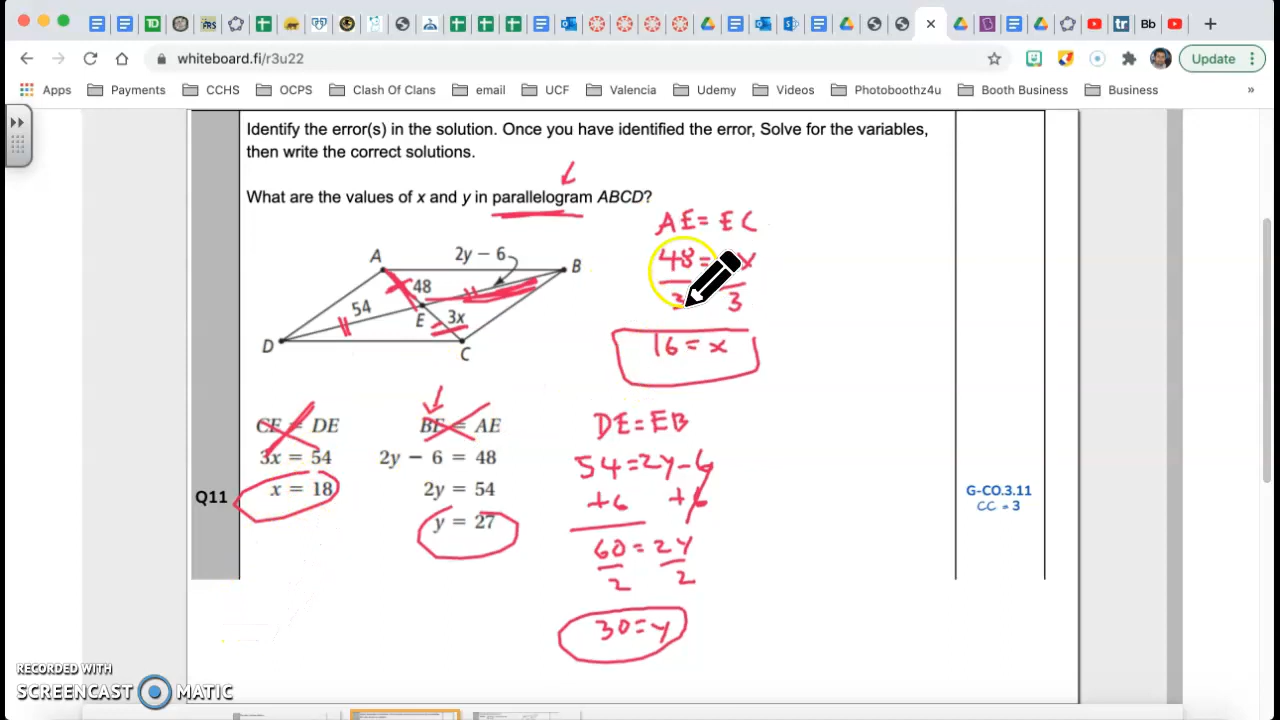 Bb
whiteboard.fi/r3u22
Update
Apps
Payments
CCHS
OCPS
Clash Of Clans
email
UCF
Valencia
Udemy
Videos
Photoboothz4u
Booth Business
Business
»
Identify the error(s) in the solution. Once you have identified the error, Solve for the variables,
then write the correct solutions.
What are the values of x and y in parallelogram ABCD?
AE = EC
48 = x
3
16 = x
A
2y − 6
B
48
54
E
3x
D
C
CE = DE
3x = 54
x = 18
BE = AE
2y − 6 = 48
2y = 54
y = 27
DE = EB
54 = 2y − 6
+6 +6
60 = 2y
2 2
30 = y
Q11
G-CO.3.11
CC = 3
RECORDED WITH
SCREENCAST MATIC